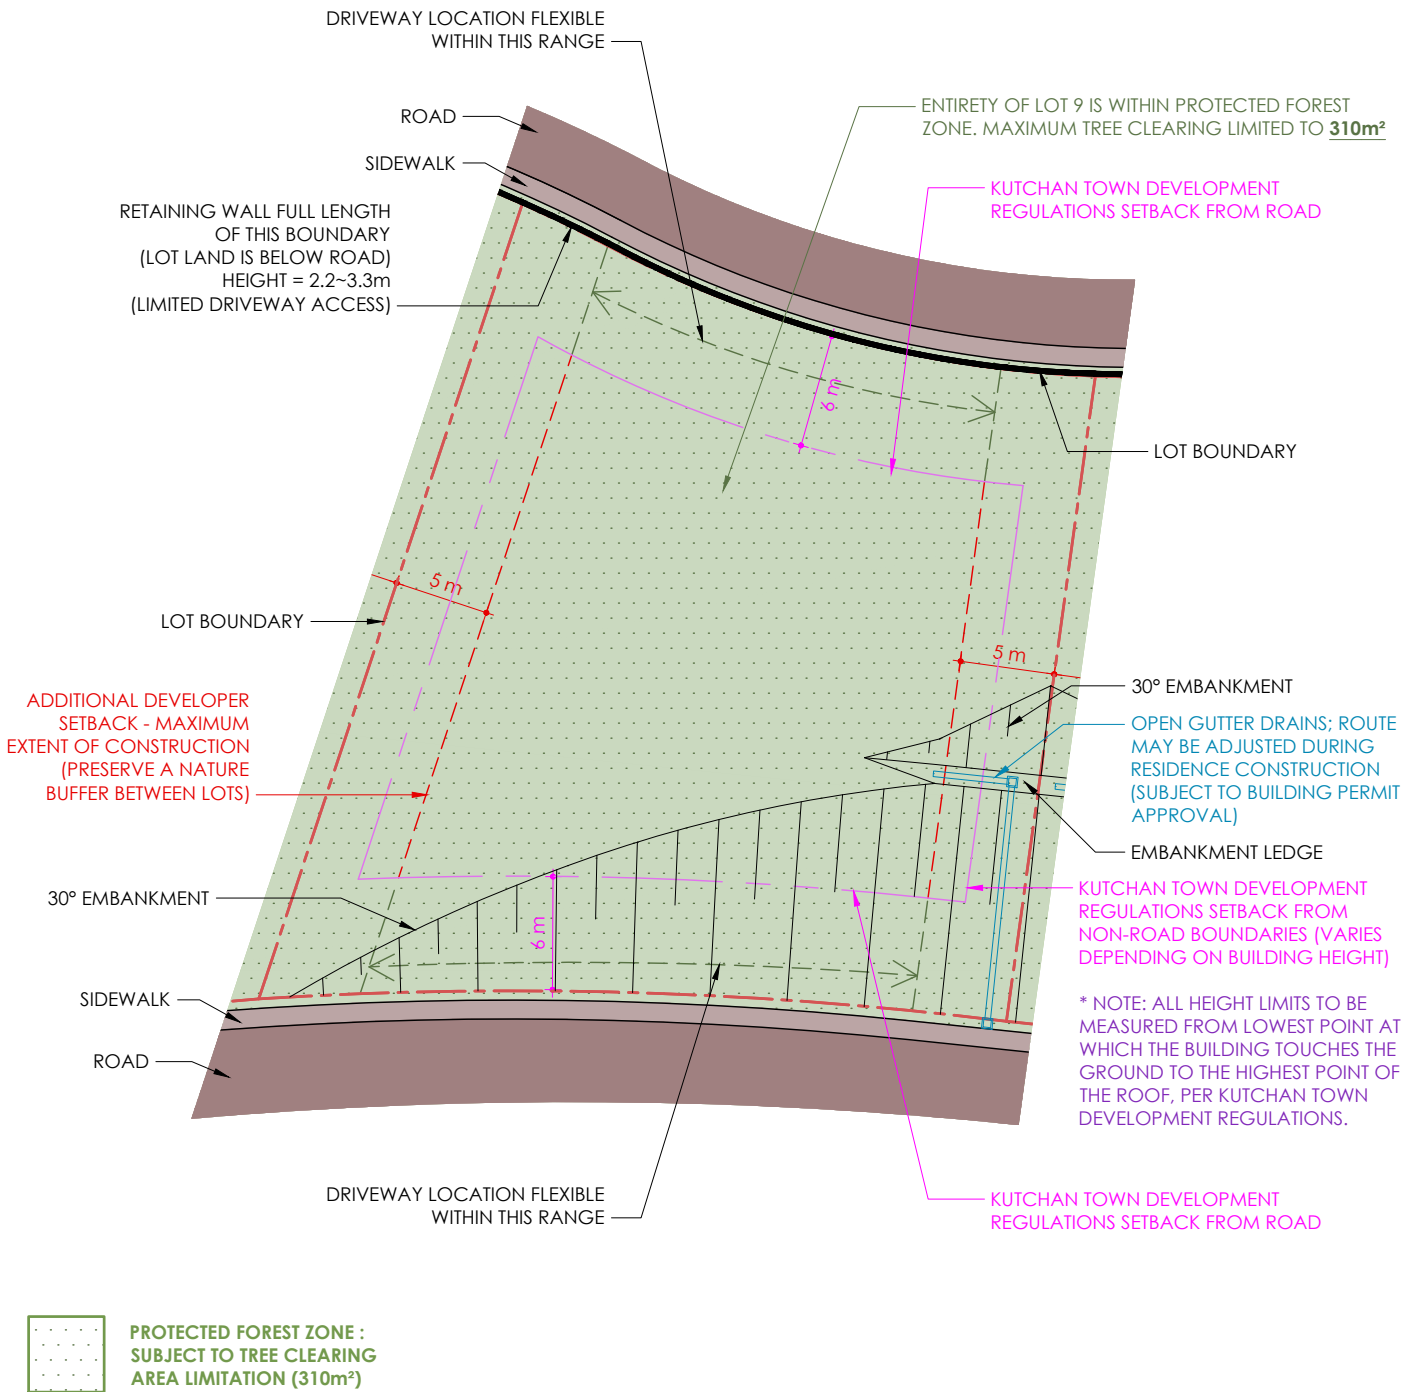 DRIVEWAY LOCATION FLEXIBLE
WITHIN THIS RANGE
ROAD
ENTIRETY OF LOT 9 IS WITHIN PROTECTED FOREST
ZONE. MAXIMUM TREE CLEARING LIMITED TO 310m²
SIDEWALK
KUTCHAN TOWN DEVELOPMENT
REGULATIONS SETBACK FROM ROAD
RETAINING WALL FULL LENGTH
OF THIS BOUNDARY
(LOT LAND IS BELOW ROAD)
HEIGHT = 2.2~3.3m
(LIMITED DRIVEWAY ACCESS)
6 m
LOT BOUNDARY
5 m
LOT BOUNDARY
5 m
ADDITIONAL DEVELOPER
SETBACK - MAXIMUM
EXTENT OF CONSTRUCTION
(PRESERVE A NATURE
BUFFER BETWEEN LOTS)
30° EMBANKMENT
OPEN GUTTER DRAINS; ROUTE
MAY BE ADJUSTED DURING
RESIDENCE CONSTRUCTION
(SUBJECT TO BUILDING PERMIT
APPROVAL)
EMBANKMENT LEDGE
30° EMBANKMENT
6 m
KUTCHAN TOWN DEVELOPMENT
REGULATIONS SETBACK FROM
NON-ROAD BOUNDARIES (VARIES
DEPENDING ON BUILDING HEIGHT)
SIDEWALK
ROAD
* NOTE: ALL HEIGHT LIMITS TO BE
MEASURED FROM LOWEST POINT AT
WHICH THE BUILDING TOUCHES THE
GROUND TO THE HIGHEST POINT OF
THE ROOF, PER KUTCHAN TOWN
DEVELOPMENT REGULATIONS.
DRIVEWAY LOCATION FLEXIBLE
WITHIN THIS RANGE
KUTCHAN TOWN DEVELOPMENT
REGULATIONS SETBACK FROM ROAD
PROTECTED FOREST ZONE :
SUBJECT TO TREE CLEARING
AREA LIMITATION (310m²)